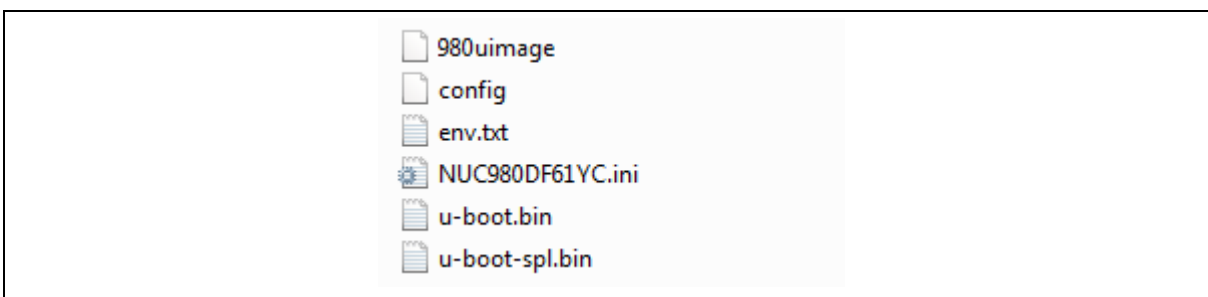 980uimage
config
env.txt
NUC980DF61YC.ini
u-boot.bin
u-boot-spl.bin